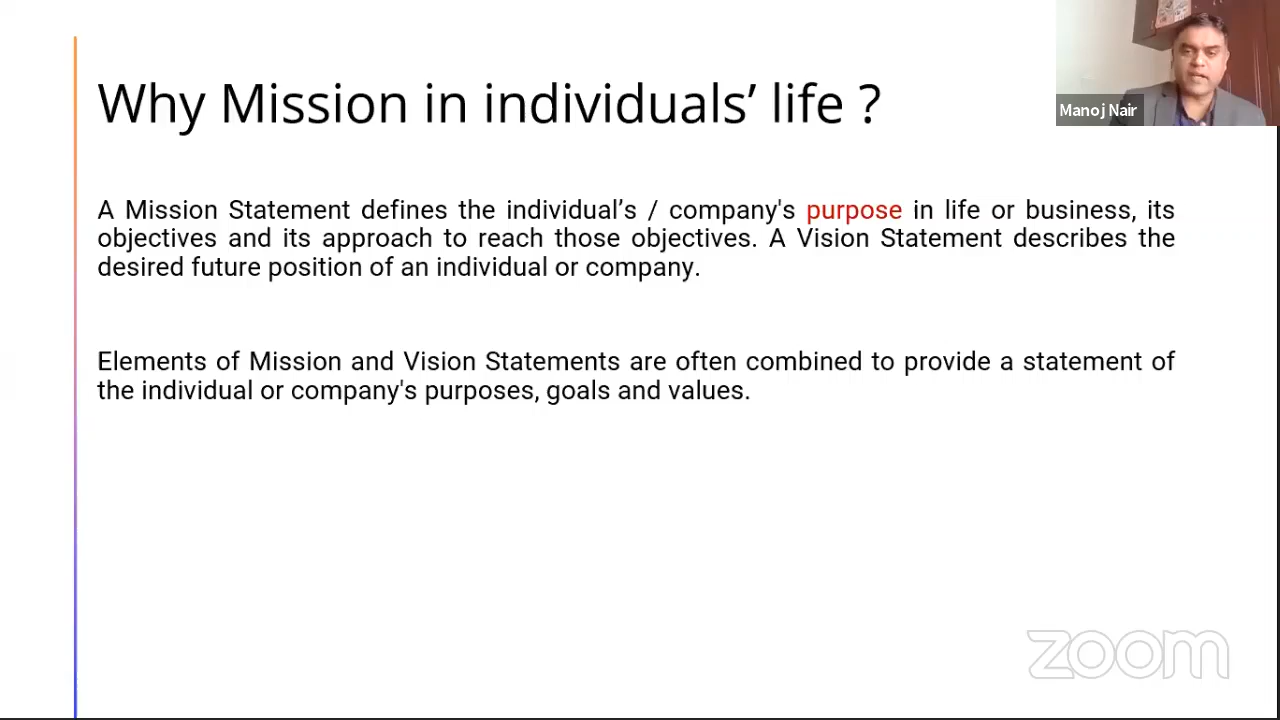 Why Mission in individuals’ life ?
Manoj Nair
A Mission Statement defines the individual’s / company's purpose in life or business, its
objectives and its approach to reach those objectives. A Vision Statement describes the
desired future position of an individual or company.
Elements of Mission and Vision Statements are often combined to provide a statement of
the individual or company's purposes, goals and values.
zoom